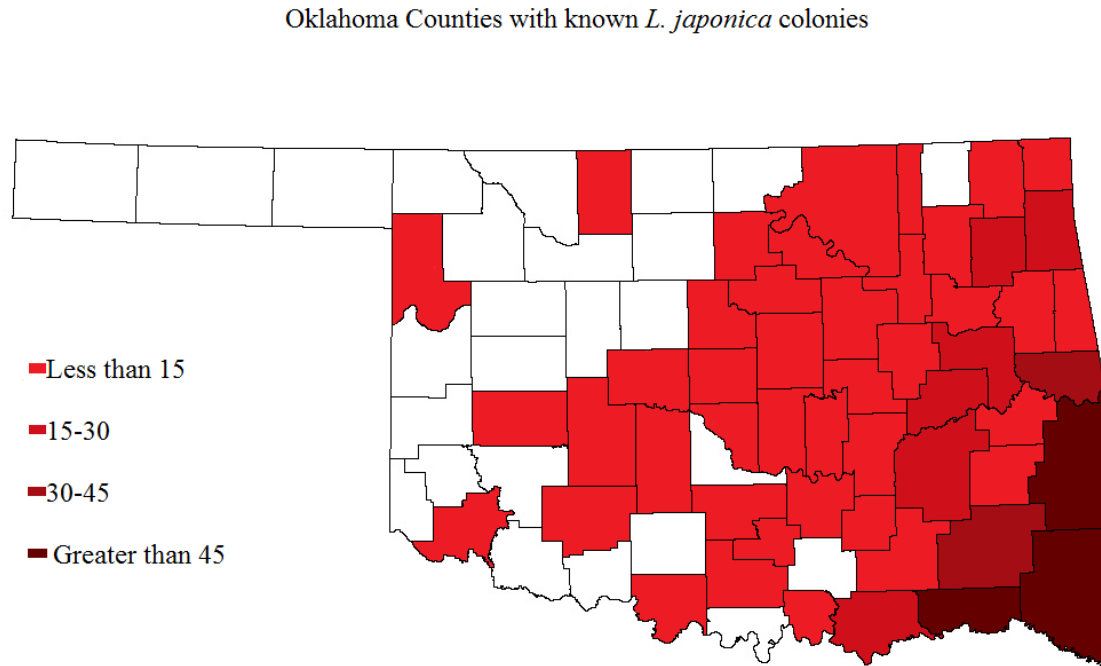 Oklahoma Counties with known L. japonica colonies
Less than 15
15-30
30-45
Greater than 45